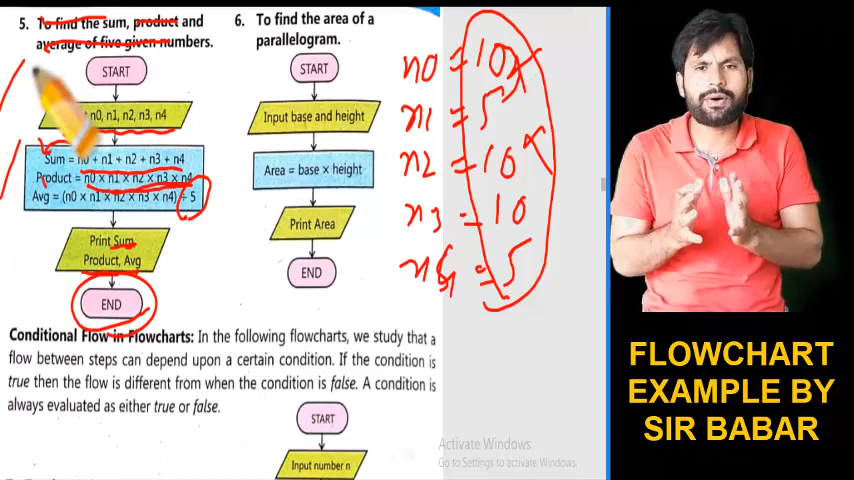 5. To find the sum, product and
average of five given numbers.
START
n0, n1, n2, n3, n4
Sum = n0 + n1 + n2 + n3 + n4
Product = n0 × n1 × n2 × n3 × n4
Avg = (n0 × n1 × n2 × n3 × n4) ÷ 5
Print Sum
Product, Avg
END
6. To find the area of a
parallelogram.
START
Input base and height
Area = base × height
Print Area
END
n0 = 10
n1 = 5
n2 = 10
n3 = 10
= 5
Conditional Flow in Flowcharts: In the following flowcharts, we study that a
flow between steps can depend upon a certain condition. If the condition is
true then the flow is different from when the condition is false. A condition is
always evaluated as either true or false.
START
Input number n
Activate Windows
Go to Settings to activate Windows.
FLOWCHART
EXAMPLE BY
SIR BABAR